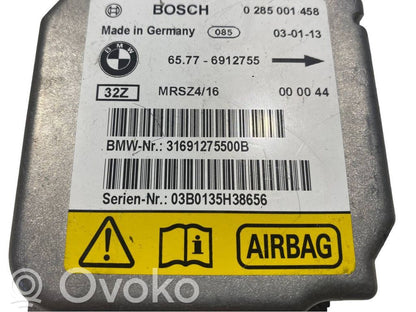 BOSCH 0 285 001 458
Made in Germany 085 03-01-13
BMW 65.77 - 6912755
32Z MRSZ4/16 00 00 44
BMW-Nr.: 31691275500B
Serien-Nr.: 03B0135H38656
AIRBAG
Ovoko